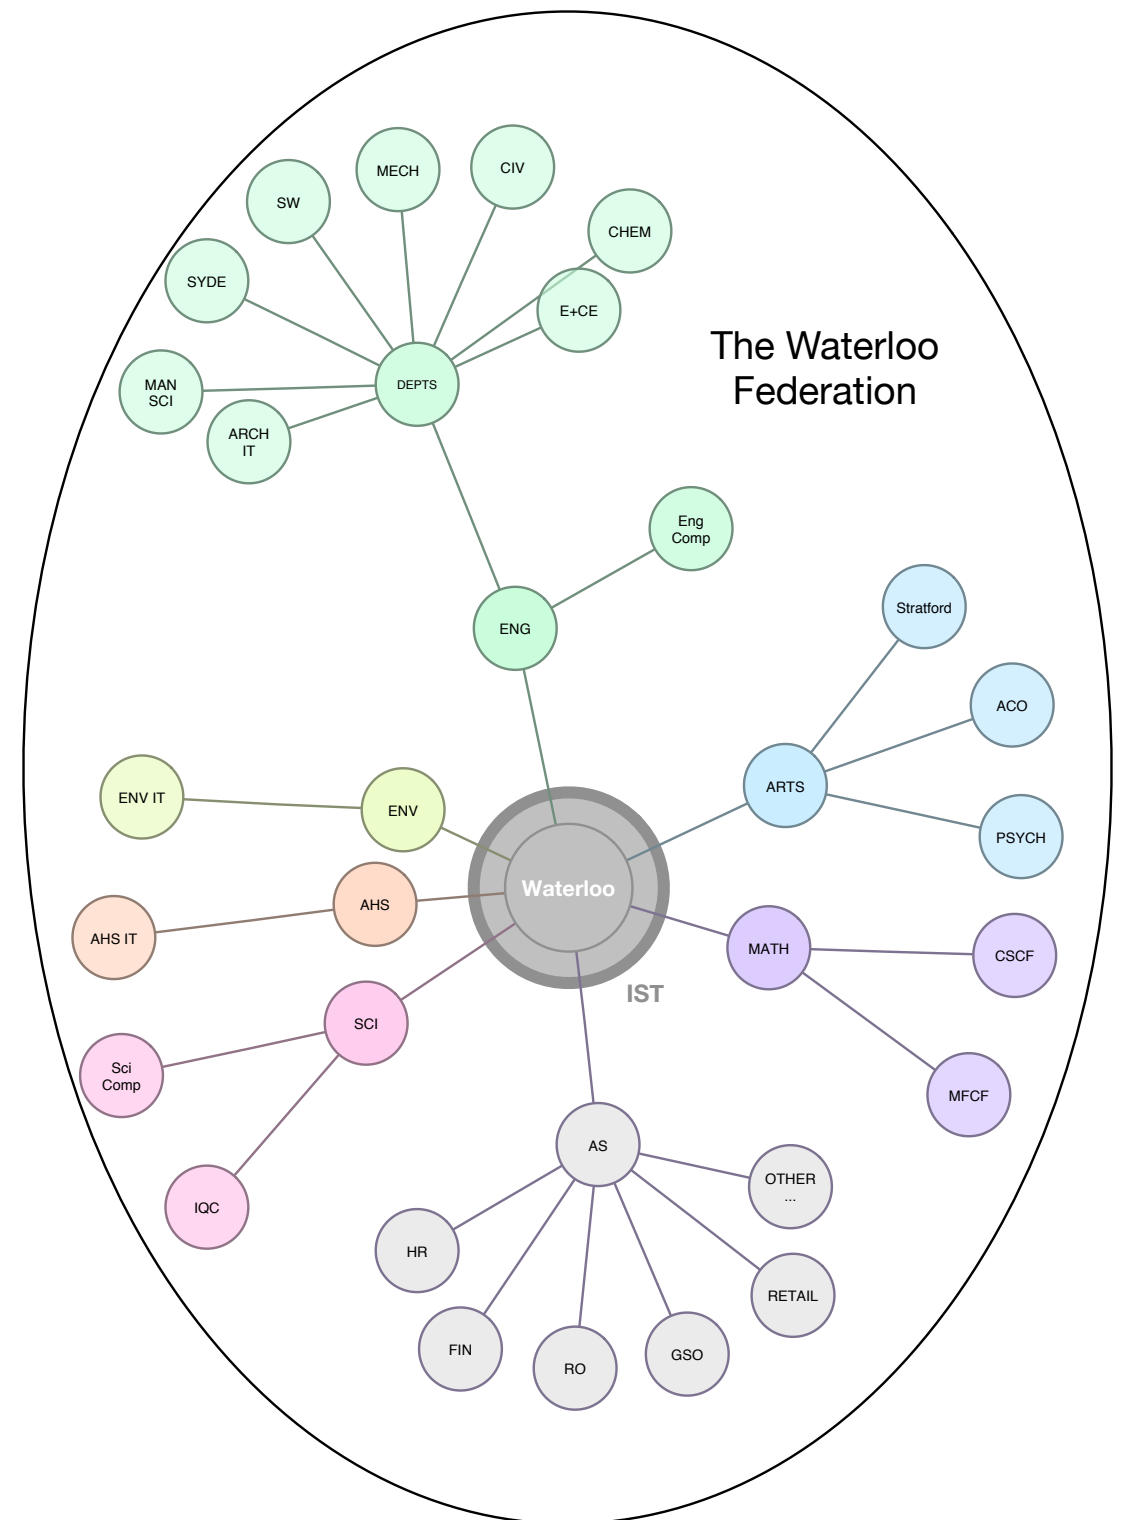 MECH
CIV
SW
CHEM
SYDE
E+CE
The Waterloo
Federation
DEPTS
MAN
SCI
ARCH
IT
Eng
Comp
ENG
Stratford
ACO
ARTS
ENV IT
ENV
PSYCH
Waterloo
AHS
AHS IT
MATH
CSCF
IST
SCI
Sci
Comp
MFCF
AS
OTHER
...
IQC
HR
RETAIL
FIN
RO
GSO